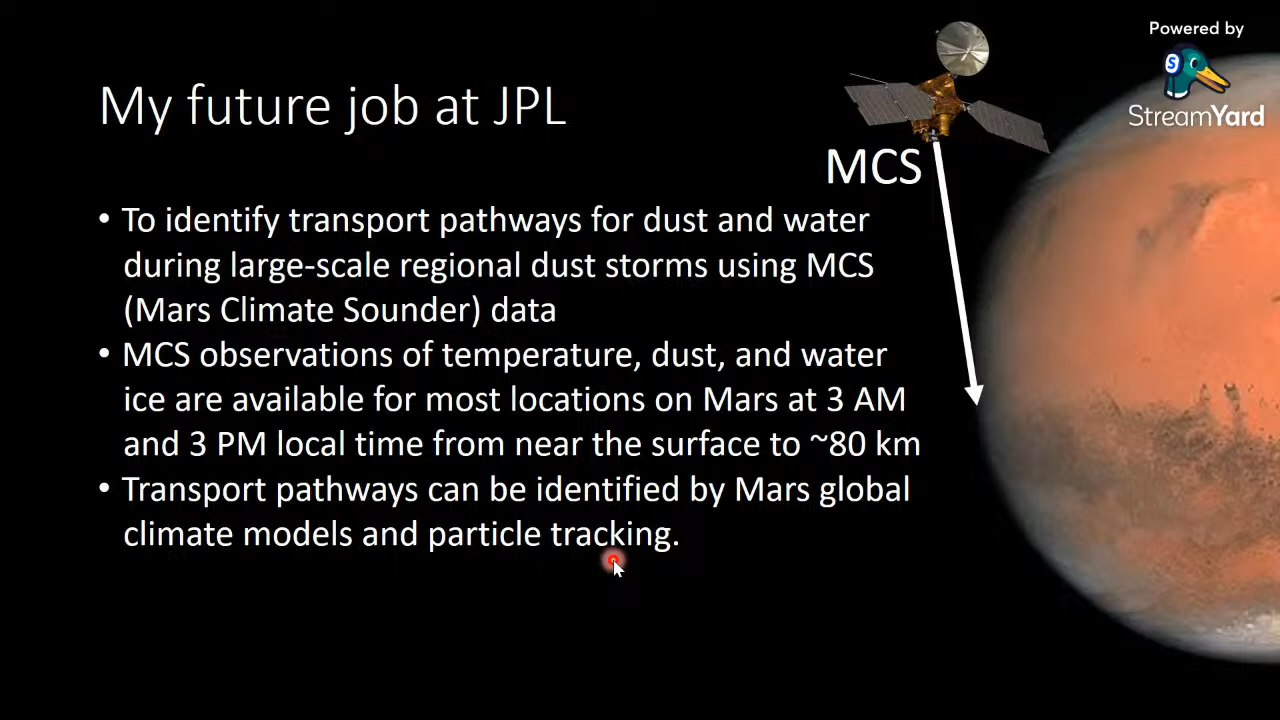 Powered by
StreamYard
My future job at JPL
MCS
• To identify transport pathways for dust and water
during large-scale regional dust storms using MCS
(Mars Climate Sounder) data
• MCS observations of temperature, dust, and water
ice are available for most locations on Mars at 3 AM
and 3 PM local time from near the surface to ~80 km
• Transport pathways can be identified by Mars global
climate models and particle tracking.